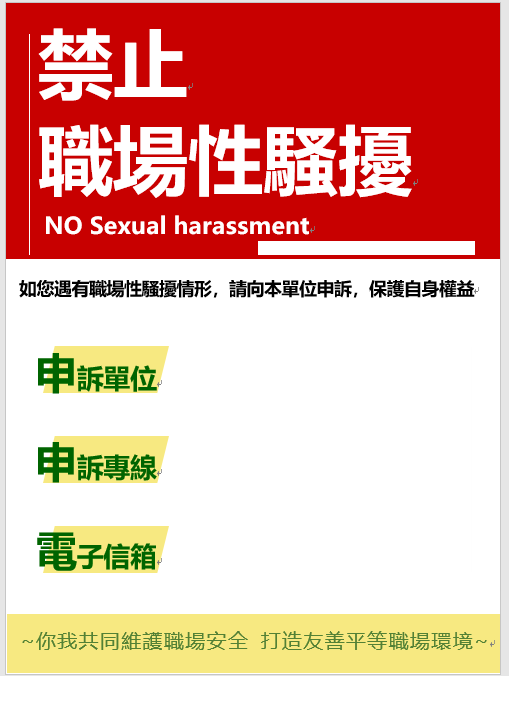 禁止
職場性騷擾
NO Sexual harassment
如您遇有職場性騷擾情形，請向本單位申訴，保護自身權益
申訴單位
申訴專線
電子信箱
~你我共同維護職場安全 打造友善平等職場環境~